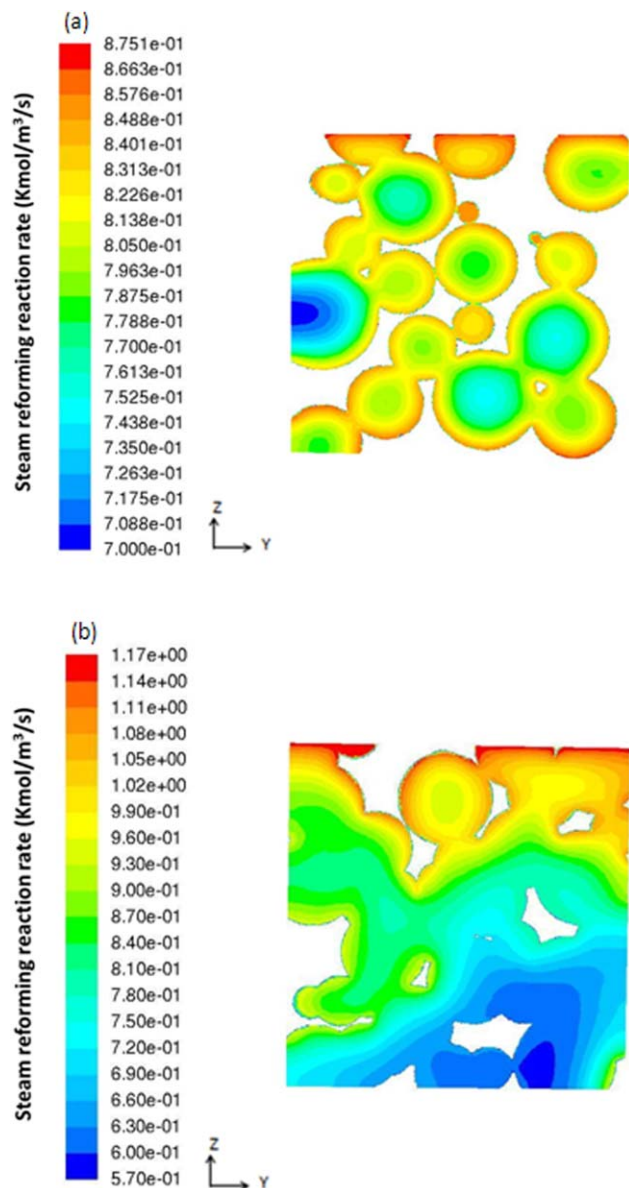 (a)
Steam reforming reaction rate (Kmol/m³/s)
8.751e-01
8.663e-01
8.576e-01
8.488e-01
8.401e-01
8.313e-01
8.226e-01
8.138e-01
8.050e-01
7.963e-01
7.875e-01
7.788e-01
7.700e-01
7.613e-01
7.525e-01
7.438e-01
7.350e-01
7.263e-01
7.175e-01
7.088e-01
7.000e-01
Z
Y
(b)
Steam reforming reaction rate (Kmol/m³/s)
1.17e+00
1.14e+00
1.11e+00
1.08e+00
1.05e+00
1.02e+00
9.90e-01
9.60e-01
9.30e-01
9.00e-01
8.70e-01
8.40e-01
8.10e-01
7.80e-01
7.50e-01
7.20e-01
6.90e-01
6.60e-01
6.30e-01
6.00e-01
5.70e-01
Z
Y